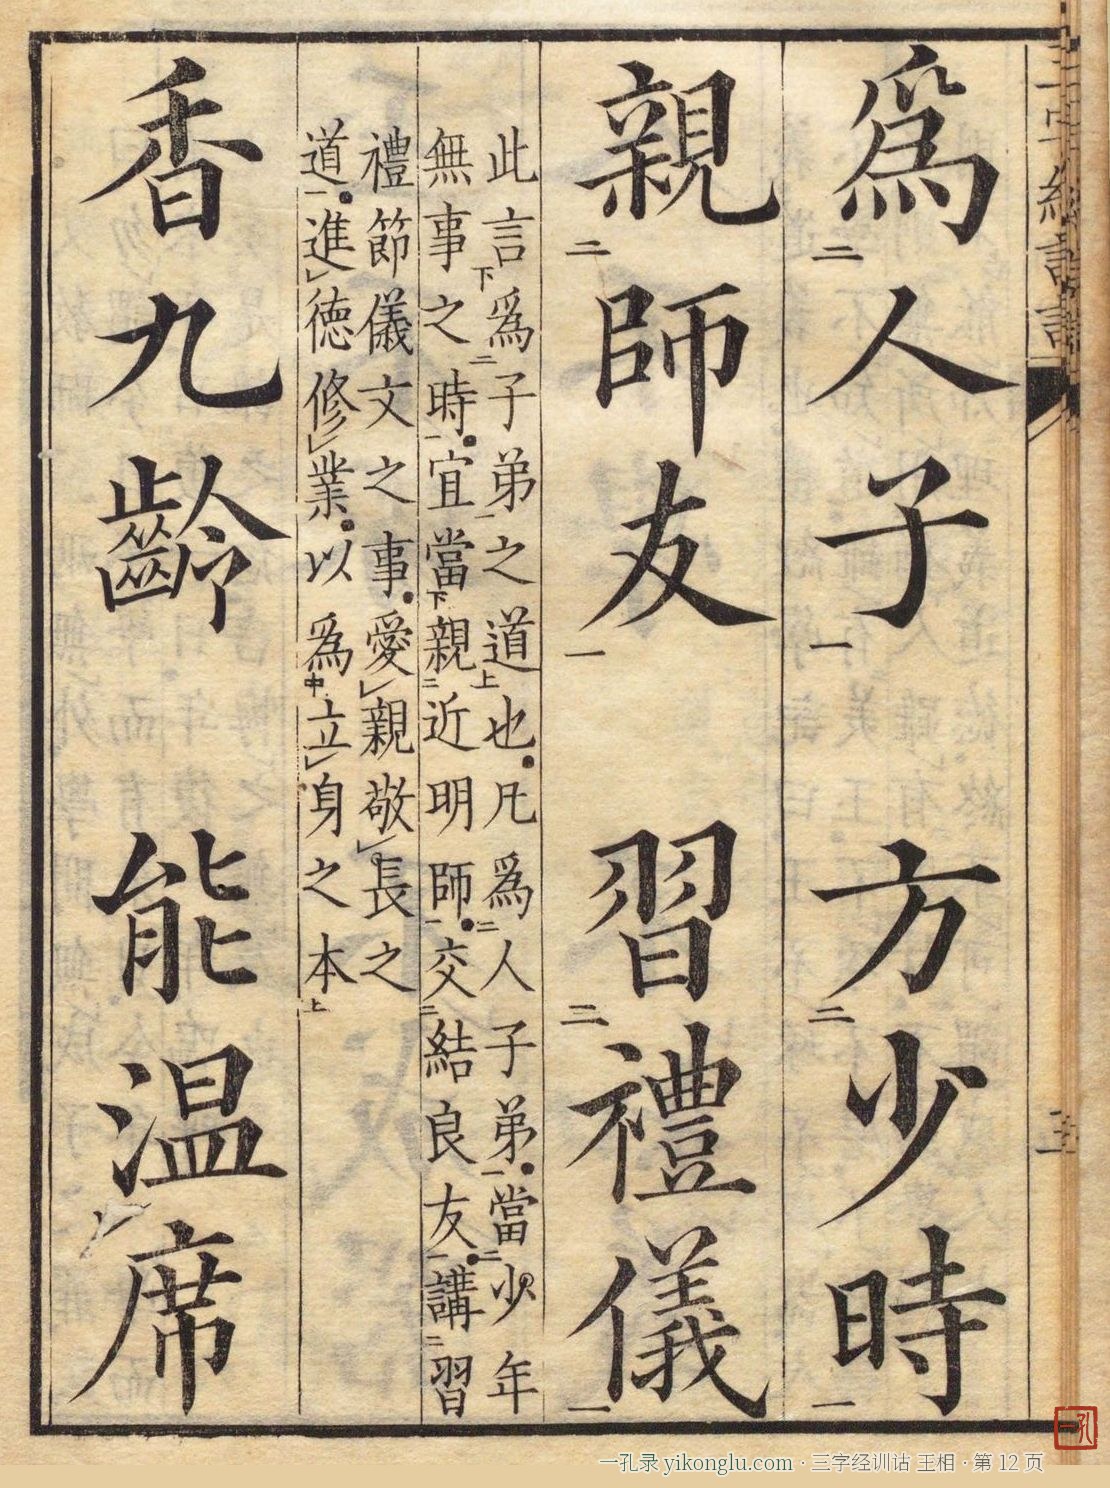 三字經訓詁
爲人子 方少時
親師友 習禮儀
此言爲子弟之道也凡爲人子弟當少年
無事之時宜當親近明師交結良友講習
禮節儀文之事愛親敬長之
道進德修業以爲立身之本
香九齡 能温席
一孔录 yikonglu.com · 三字经训诂 王相 · 第 12 页